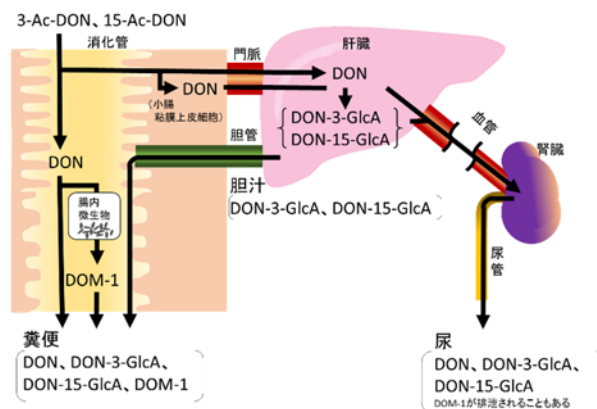 3-Ac-DON、15-Ac-DON
消化管
門脈
肝臓
DON
DON
(小腸
粘膜上皮細胞)
DON-3-GlcA
DON-15-GlcA
血管
腎臓
胆管
胆汁
DON-3-GlcA、DON-15-GlcA
DON
腸内
微生物
DOM-1
尿管
糞便
DON、DON-3-GlcA、
DON-15-GlcA、DOM-1
尿
DON、DON-3-GlcA、
DON-15-GlcA
DOM-1が排泄されることもある